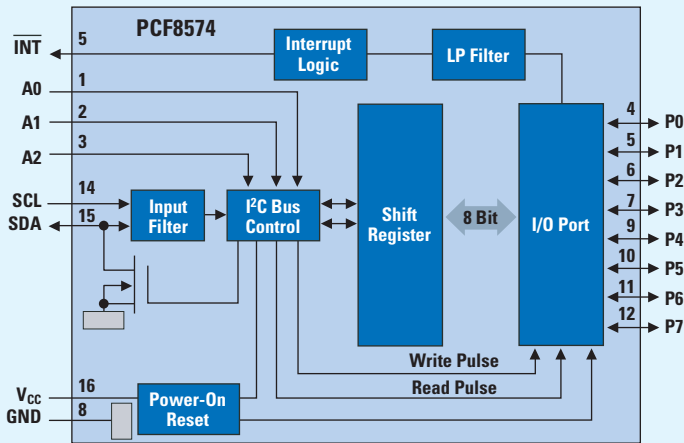 PCF8574
INT
5
Interrupt
Logic
LP Filter
A0
1
A1
2
A2
3
SCL
14
SDA
15
Input
Filter
I²C Bus
Control
Shift
Register
8 Bit
I/O Port
4
P0
5
P1
6
P2
7
P3
9
P4
10
P5
11
P6
12
P7
Write Pulse
Read Pulse
VCC
16
GND
8
Power-On
Reset